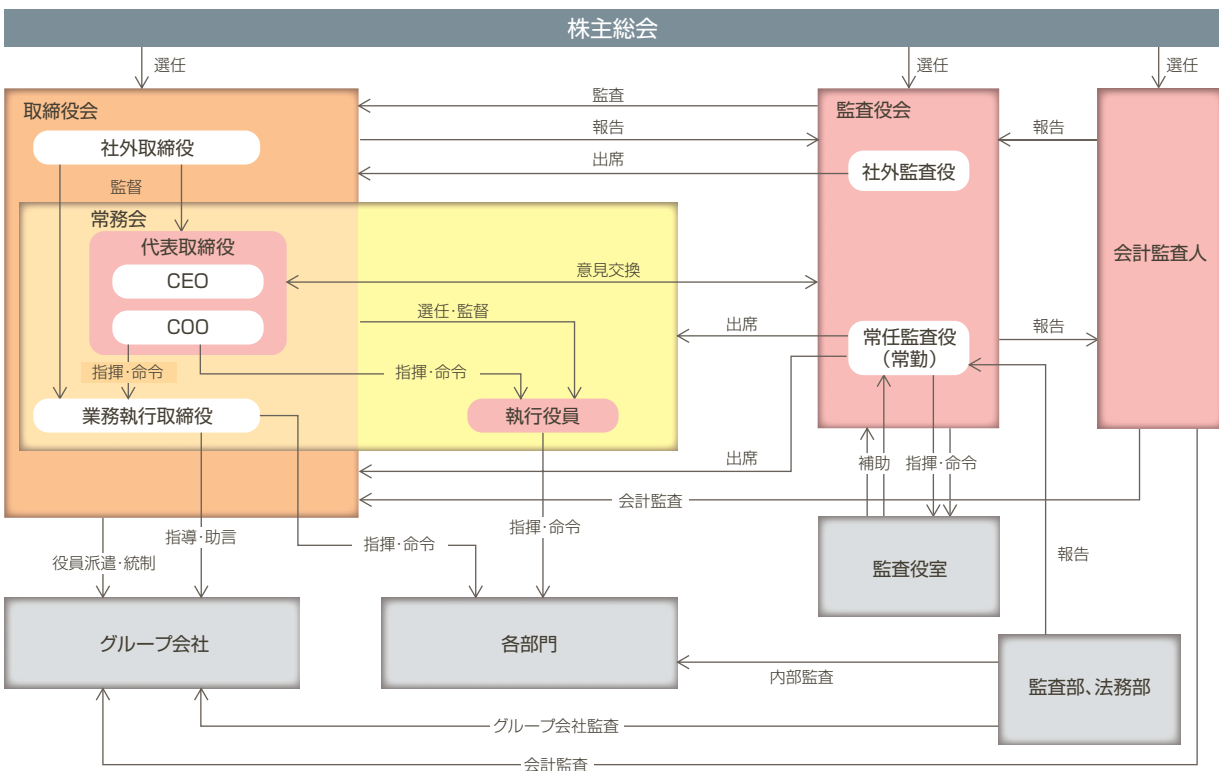 株主総会
選任
選任
選任
取締役会
監査
監査役会
社外取締役
報告
報告
出席
社外監査役
監督
常務会
代表取締役
会計監査人
CEO
意見交換
選任・監督
COO
出席
常任監査役
(常勤)
報告
指揮・命令
指揮・命令
業務執行取締役
執行役員
出席
補助
指揮・命令
会計監査
指導・助言
指揮・命令
指揮・命令
役員派遣・統制
報告
監査役室
グループ会社
各部門
内部監査
監査部、法務部
グループ会社監査
会計監査